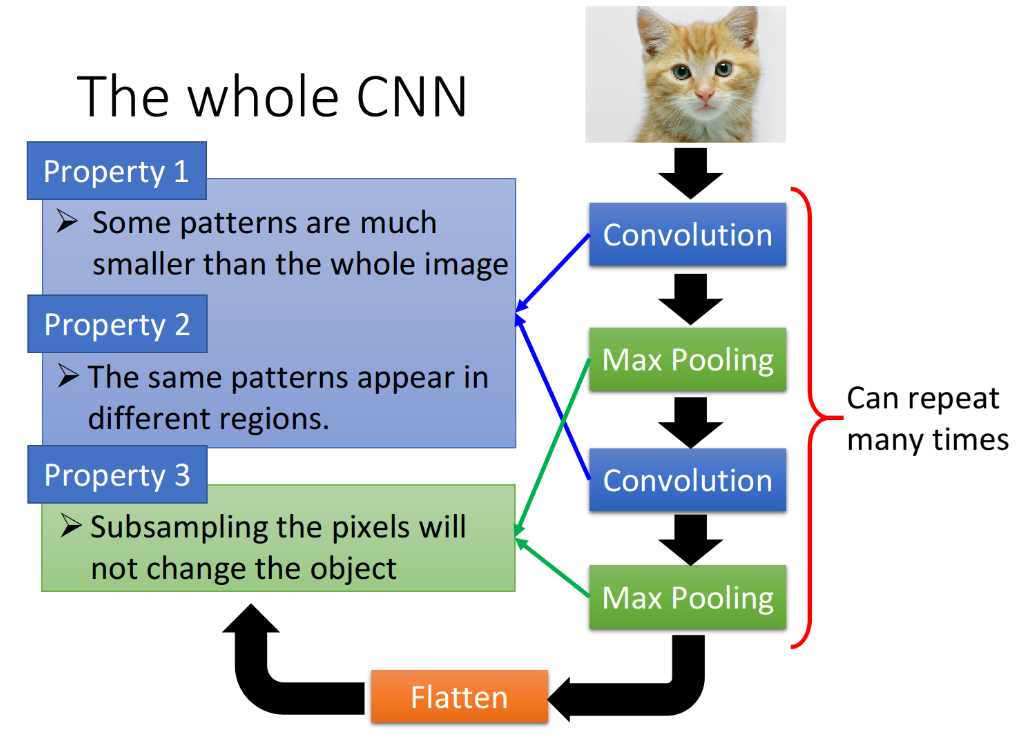 The whole CNN
Property 1
➢ Some patterns are much
smaller than the whole image
Property 2
➢ The same patterns appear in
different regions.
Property 3
➢ Subsampling the pixels will
not change the object
Convolution
Max Pooling
Convolution
Max Pooling
Can repeat
many times
Flatten